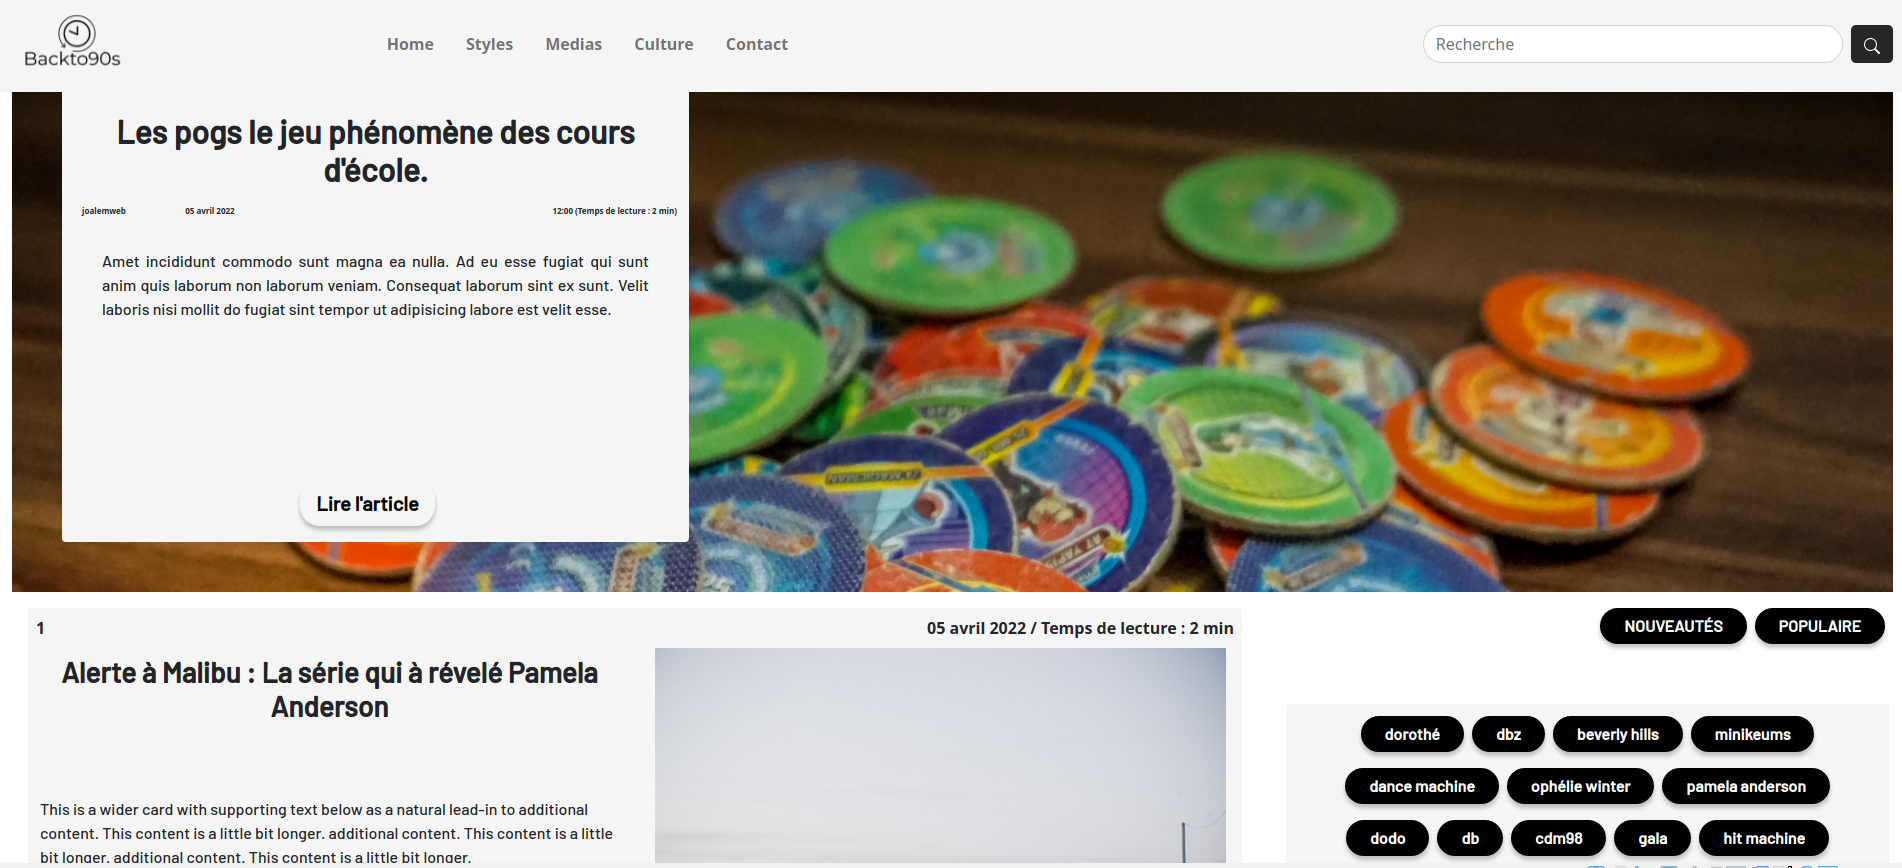 Backto90s
Home Styles Medias Culture Contact
Recherche
Les pogs le jeu phénomène des cours
d'école.
joalemweb 05 avril 2022 12:00 (Temps de lecture : 2 min)
Amet incididunt commodo sunt magna ea nulla. Ad eu esse fugiat qui sunt
anim quis laborum non laborum veniam. Consequat laborum sint ex sunt. Velit
laboris nisi mollit do fugiat sint tempor ut adipisicing labore est velit esse.
Lire l'article
1 05 avril 2022 / Temps de lecture : 2 min
Alerte à Malibu : La série qui à révelé Pamela
Anderson
This is a wider card with supporting text below as a natural lead-in to additional
content. This content is a little bit longer. additional content. This content is a little
bit longer. additional content. This content is a little bit longer.
NOUVEAUTÉS POPULAIRE
dorothé dbz beverly hills minikeums
dance machine ophélie winter pamela anderson
dodo db cdm98 gala hit machine